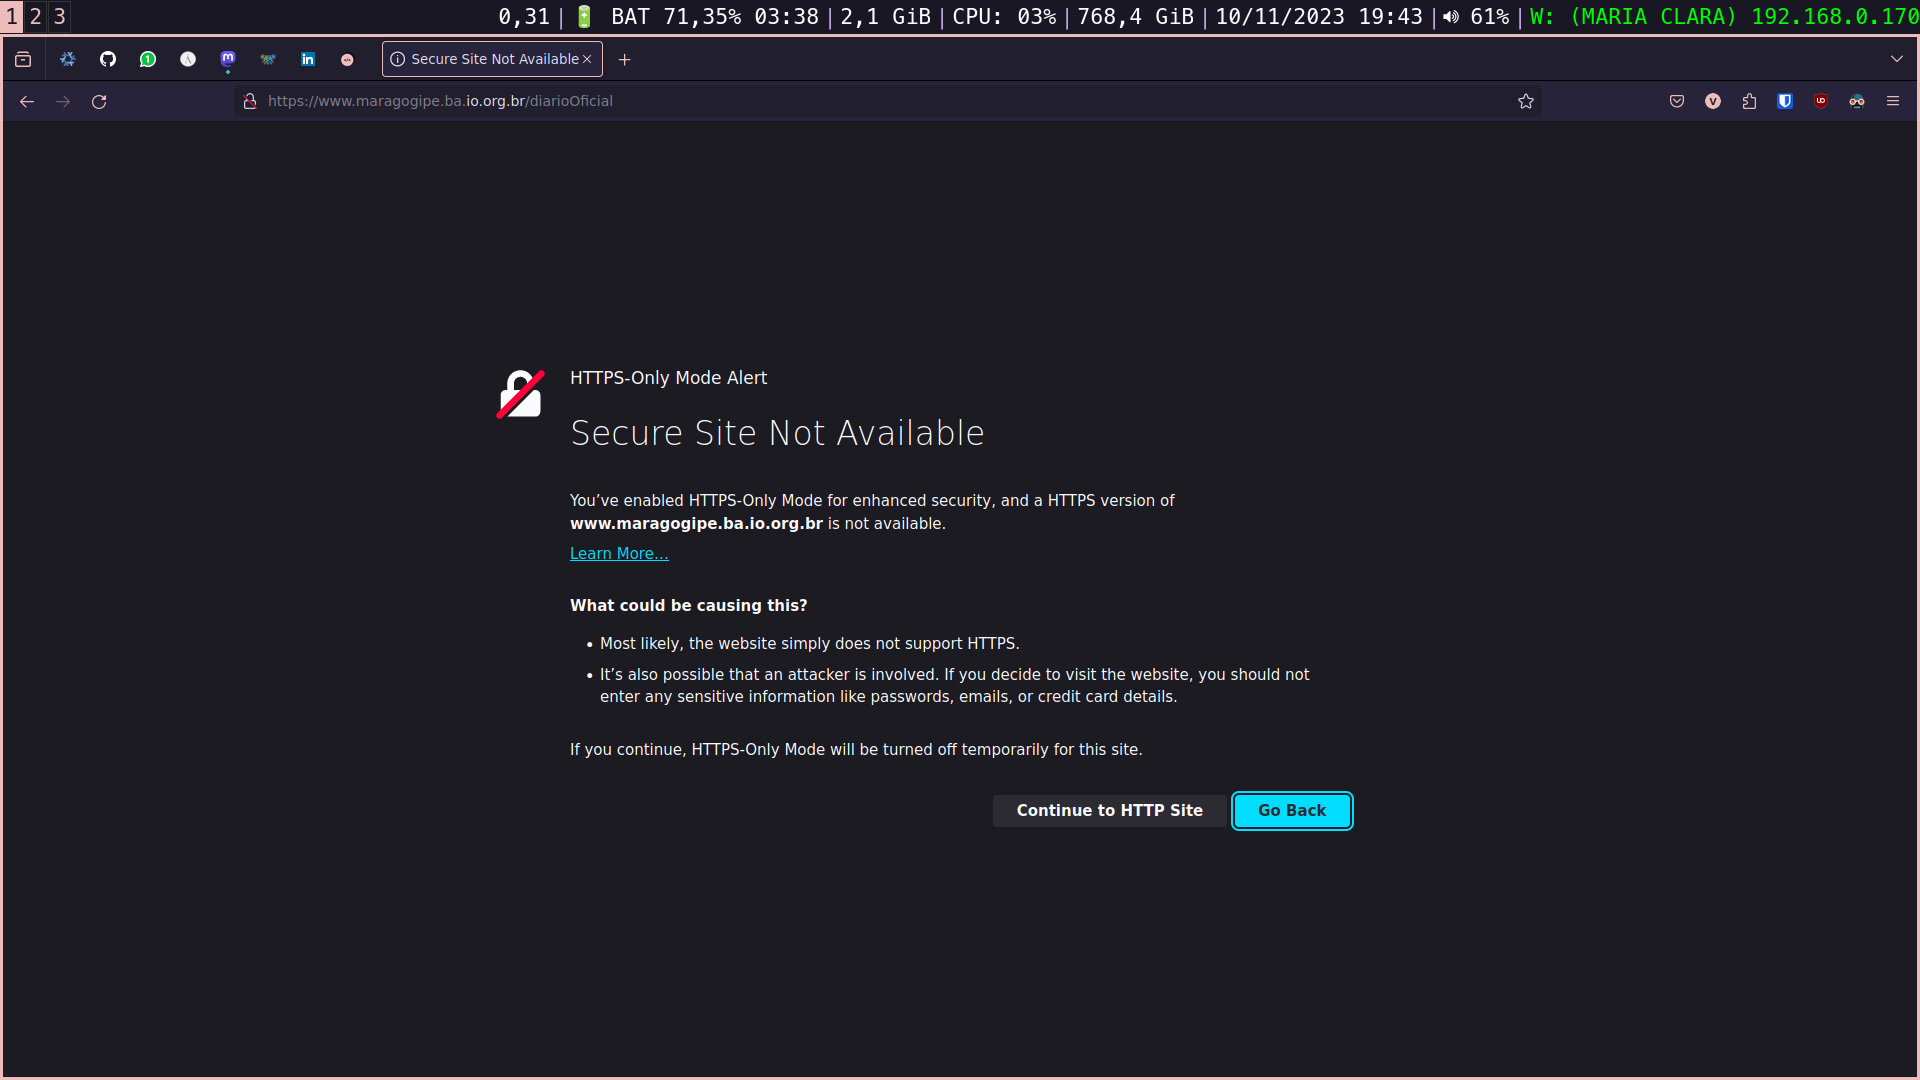 1 2 3 0,31 | BAT 71,35% 03:38 | 2,1 GiB | CPU: 03% | 768,4 GiB | 10/11/2023 19:43 | 61% | W: (MARIA CLARA) 192.168.0.170
Secure Site Not Available
https://www.maragogipe.ba.io.org.br/diarioOficial
HTTPS-Only Mode Alert
Secure Site Not Available
You’ve enabled HTTPS-Only Mode for enhanced security, and a HTTPS version of
www.maragogipe.ba.io.org.br is not available.
Learn More…
What could be causing this?
• Most likely, the website simply does not support HTTPS.
• It’s also possible that an attacker is involved. If you decide to visit the website, you should not
enter any sensitive information like passwords, emails, or credit card details.
If you continue, HTTPS-Only Mode will be turned off temporarily for this site.
Continue to HTTP Site Go Back